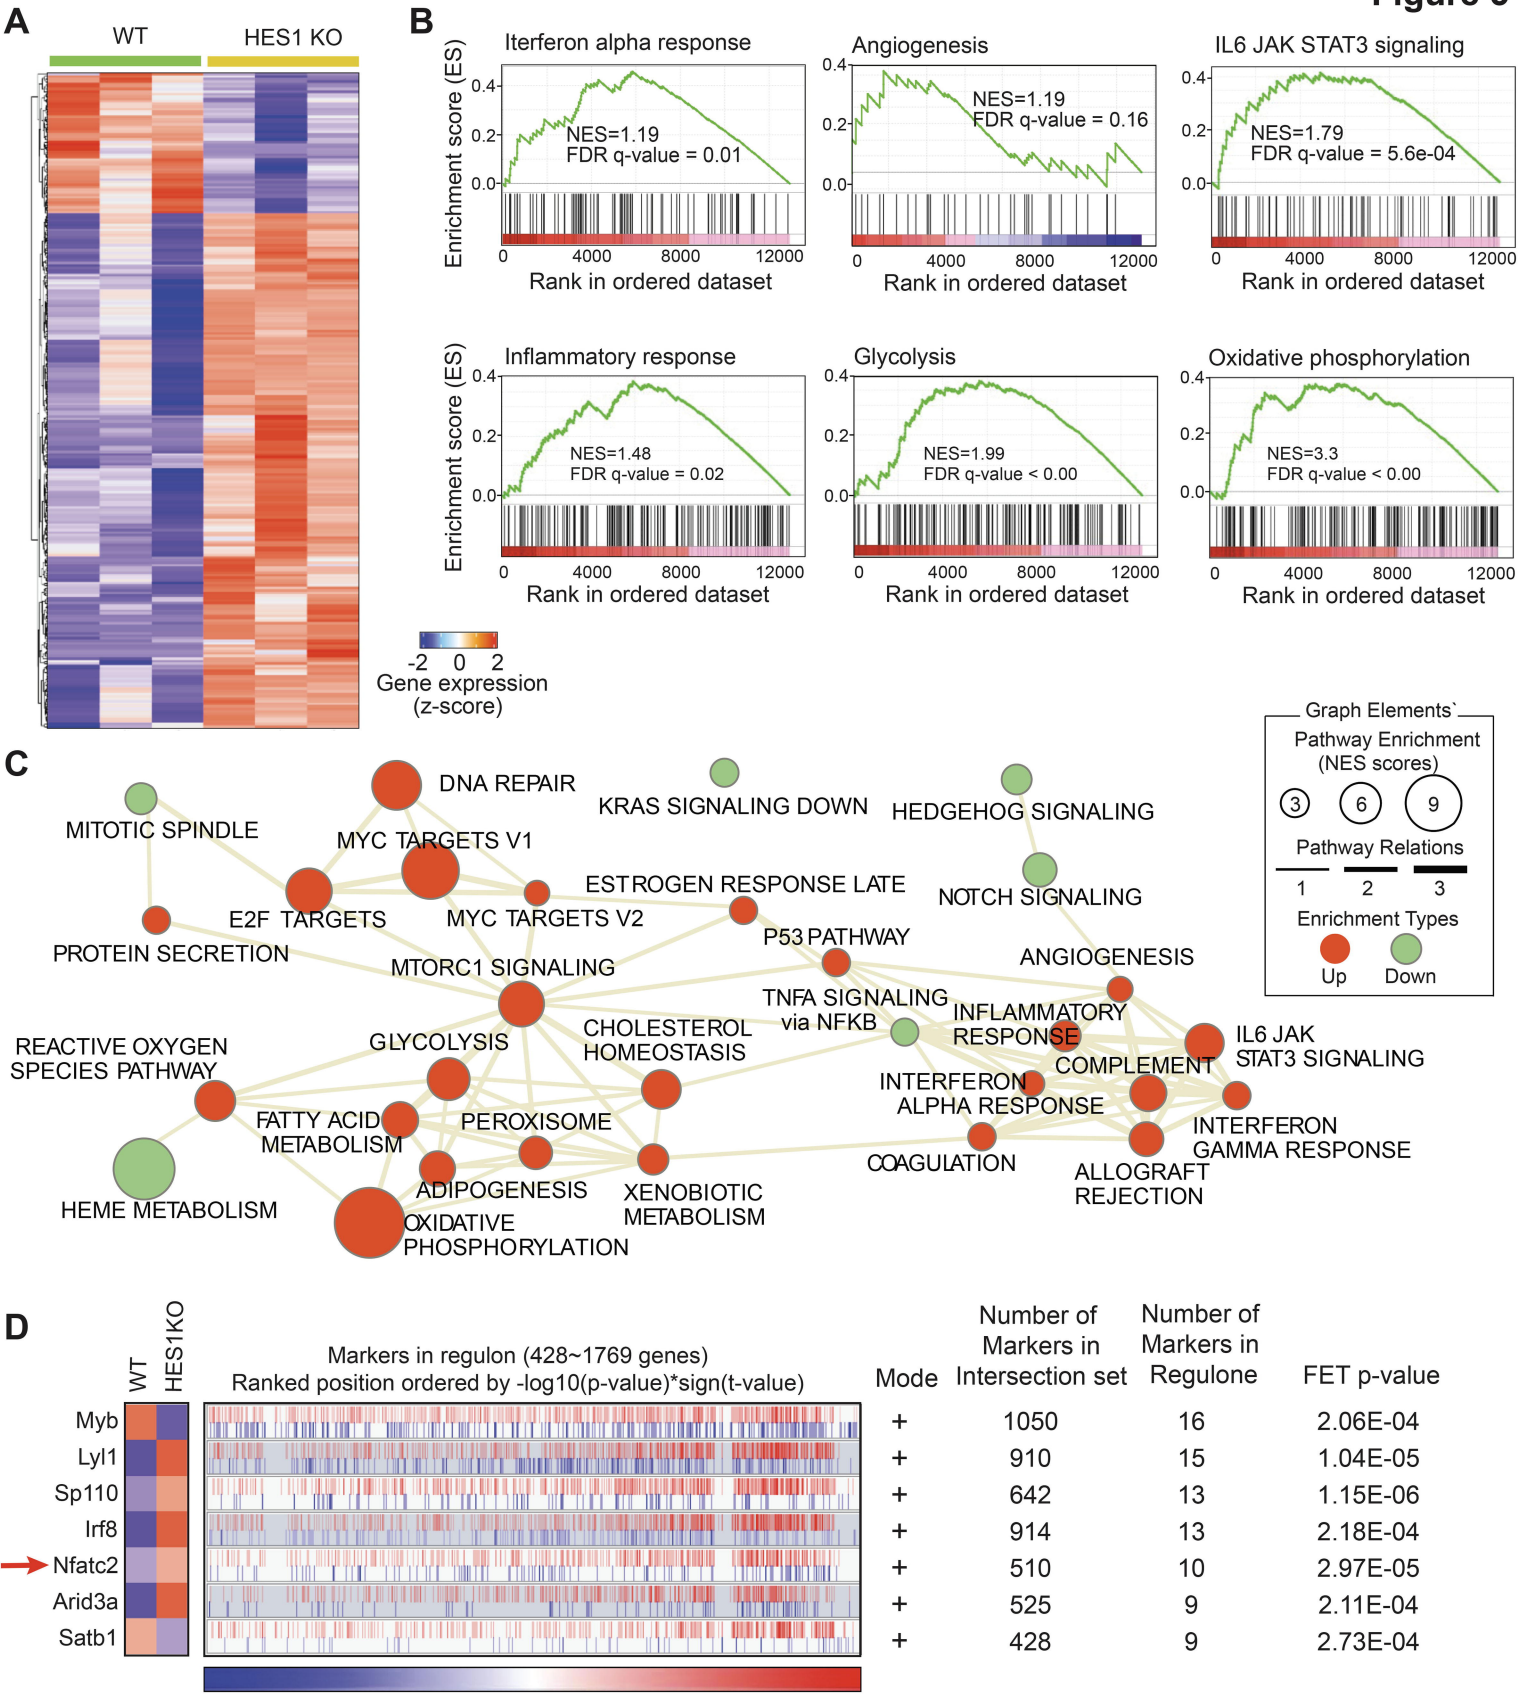 Figure 6
A
WT
HES1 KO
-2 0 2
Gene expression
(z-score)
B
Iterferon alpha response
Enrichment score (ES)
0.4
0.2
0.0
NES=1.19
FDR q-value = 0.01
0 4000 8000 12000
Rank in ordered dataset
Angiogenesis
0.4
0.2
0.0
NES=1.19
FDR q-value = 0.16
0 4000 8000 12000
Rank in ordered dataset
IL6 JAK STAT3 signaling
0.4
0.2
0.0
NES=1.79
FDR q-value = 5.6e-04
0 4000 8000 12000
Rank in ordered dataset
Inflammatory response
Enrichment score (ES)
0.4
0.2
0.0
NES=1.48
FDR q-value = 0.02
0 4000 8000 12000
Rank in ordered dataset
Glycolysis
0.4
0.2
0.0
NES=1.99
FDR q-value < 0.00
0 4000 8000 12000
Rank in ordered dataset
Oxidative phosphorylation
0.4
0.2
0.0
NES=3.3
FDR q-value < 0.00
0 4000 8000 12000
Rank in ordered dataset
C
Graph Elements`
Pathway Enrichment
(NES scores)
3 6 9
Pathway Relations
1 2 3
Enrichment Types
Up Down
MITOTIC SPINDLE
DNA REPAIR
KRAS SIGNALING DOWN
HEDGEHOG SIGNALING
MYC TARGETS V1
E2F TARGETS
MYC TARGETS V2
ESTROGEN RESPONSE LATE
NOTCH SIGNALING
PROTEIN SECRETION
MTORC1 SIGNALING
P53 PATHWAY
ANGIOGENESIS
TNFA SIGNALING
via NFKB
INFLAMMATORY
RESPONSE
IL6 JAK
STAT3 SIGNALING
REACTIVE OXYGEN
SPECIES PATHWAY
GLYCOLYSIS
CHOLESTEROL
HOMEOSTASIS
COMPLEMENT
INTERFERON
ALPHA RESPONSE
FATTY ACID
METABOLISM
PEROXISOME
INTERFERON
GAMMA RESPONSE
COAGULATION
ALLOGRAFT
REJECTION
HEME METABOLISM
ADIPOGENESIS
XENOBIOTIC
METABOLISM
OXIDATIVE
PHOSPHORYLATION
D
WT
HES1KO
Markers in regulon (428~1769 genes)
Ranked position ordered by -log10(p-value)*sign(t-value)
Mode
Number of
Markers in
Intersection set
Number of
Markers in
Regulone
FET p-value
Myb + 1050 16 2.06E-04
Lyl1 + 910 15 1.04E-05
Sp110 + 642 13 1.15E-06
Irf8 + 914 13 2.18E-04
Nfatc2 + 510 10 2.97E-05
Arid3a + 525 9 2.11E-04
Satb1 + 428 9 2.73E-04